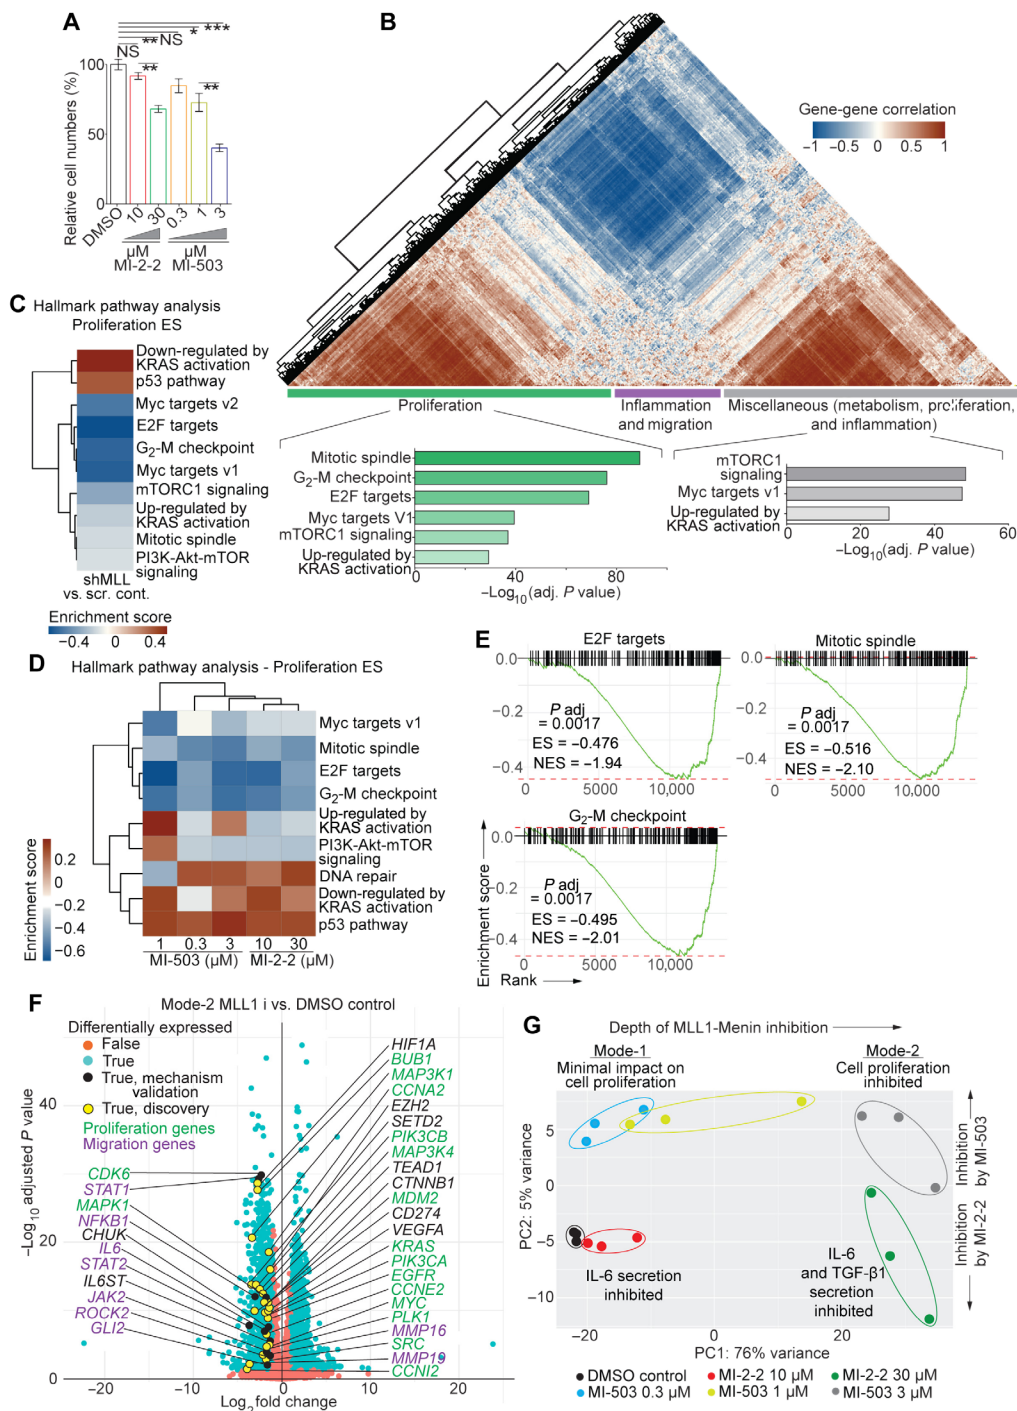 A
NS
*
***
**
NS
**
**
100
50
0
Relative cell numbers (%)
DMSO
10
30
0.3
1
3
µM
MI-2-2
µM
MI-503
B
Gene-gene correlation
−1
−0.5
0
0.5
1
Proliferation
Inflammation
and migration
Miscellaneous (metabolism, proliferation,
and inflammation)
Mitotic spindle
G2-M checkpoint
E2F targets
Myc targets V1
mTORC1 signaling
Up-regulated by
KRAS activation
0
40
80
−Log10(adj. P value)
mTORC1
signaling
Myc targets v1
Up-regulated by
KRAS activation
0
20
40
60
−Log10(adj. P value)
C
Hallmark pathway analysis
Proliferation ES
Down-regulated by
KRAS activation
p53 pathway
Myc targets v2
E2F targets
G2-M checkpoint
Myc targets v1
mTORC1 signaling
Up-regulated by
KRAS activation
Mitotic spindle
PI3K-Akt-mTOR
signaling
shMLL
vs. scr. cont.
Enrichment score
−0.4
0
0.4
D
Hallmark pathway analysis - Proliferation ES
Myc targets v1
Mitotic spindle
E2F targets
G2-M checkpoint
Up-regulated by
KRAS activation
PI3K-Akt-mTOR
signaling
DNA repair
Down-regulated by
KRAS activation
p53 pathway
1
0.3
3
10
30
MI-503 (µM)
MI-2-2 (µM)
0.2
0
−0.2
−0.4
−0.6
Enrichment score
E
E2F targets
0.0
−0.2
−0.4
P adj
= 0.0017
ES = −0.476
NES = −1.94
0
5000
10,000
Mitotic spindle
0.0
−0.2
−0.4
P adj
= 0.0017
ES = −0.516
NES = −2.10
0
5000
10,000
G2-M checkpoint
0.0
−0.2
−0.4
P adj
= 0.0017
ES = −0.495
NES = −2.01
0
5000
10,000
Enrichment score
Rank
F
Mode-2 MLL1 i vs. DMSO control
Differentially expressed
False
True
True, mechanism
validation
True, discovery
Proliferation genes
Migration genes
40
20
0
−Log10 adjusted P value
CDK6
STAT1
MAPK1
NFKB1
CHUK
IL6
STAT2
IL6ST
JAK2
ROCK2
GLI2
HIF1A
BUB1
MAP3K1
CCNA2
EZH2
SETD2
PIK3CB
MAP3K4
TEAD1
CTNNB1
MDM2
CD274
VEGFA
KRAS
PIK3CA
EGFR
CCNE2
MYC
PLK1
MMP16
SRC
MMP19
CCNI2
−20
−10
0
10
20
Log2 fold change
G
Depth of MLL1-Menin inhibition
Mode-1
Minimal impact on
cell proliferation
Mode-2
Cell proliferation
inhibited
5
0
−5
−10
PC2: 5% variance
IL-6 secretion
inhibited
IL-6
and TGF-β1
secretion
inhibited
Inhibition
by MI-503
Inhibition
by MI-2-2
−20
0
20
PC1: 76% variance
DMSO control
MI-2-2 10 µM
MI-2-2 30 µM
MI-503 0.3 µM
MI-503 1 µM
MI-503 3 µM